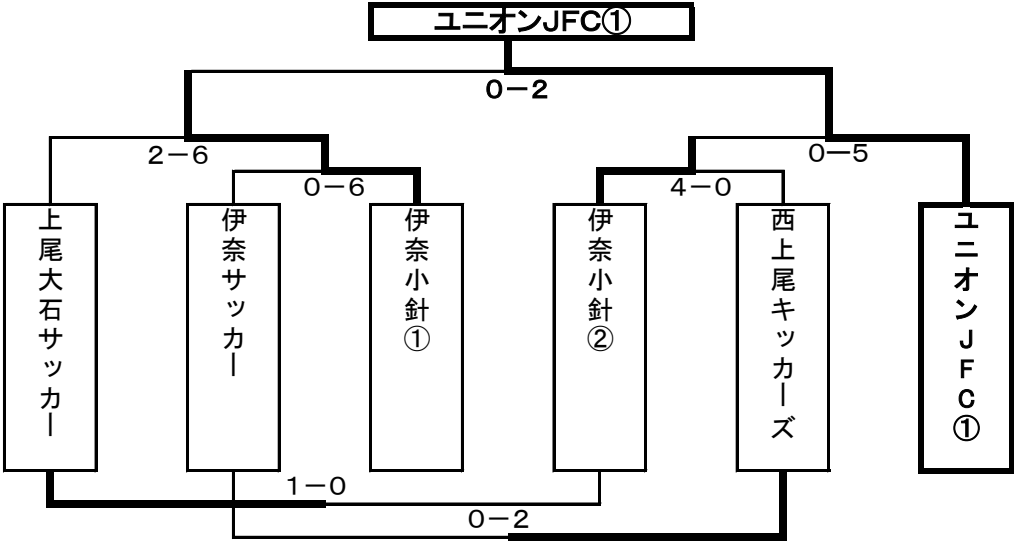 ユニオンJFC①
0－2
2－6
0－5
0－6
4－0
上尾大石サッカー
伊奈サッカー
伊奈小針①
伊奈小針②
西上尾キッカーズ
ユニオンJFC①
1－0
0－2